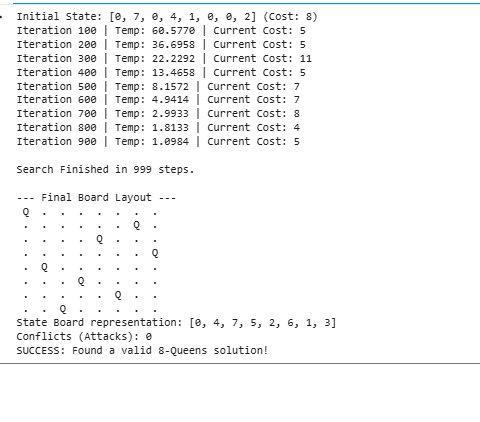 Initial State: [0, 7, 0, 4, 1, 0, 0, 2] (Cost: 8)
Iteration 100 | Temp: 60.5770 | Current Cost: 5
Iteration 200 | Temp: 36.6958 | Current Cost: 5
Iteration 300 | Temp: 22.2292 | Current Cost: 11
Iteration 400 | Temp: 13.4658 | Current Cost: 5
Iteration 500 | Temp: 8.1572 | Current Cost: 7
Iteration 600 | Temp: 4.9414 | Current Cost: 7
Iteration 700 | Temp: 2.9933 | Current Cost: 8
Iteration 800 | Temp: 1.8133 | Current Cost: 4
Iteration 900 | Temp: 1.0984 | Current Cost: 5
Search Finished in 999 steps.
--- Final Board Layout ---
Q . . . . . . .
. . . . . . Q .
. . . . Q . . .
. . . . . . . Q
. Q . . . . . .
. . . Q . . . .
. . . . . Q . .
. . Q . . . . .
State Board representation: [0, 4, 7, 5, 2, 6, 1, 3]
Conflicts (Attacks): 0
SUCCESS: Found a valid 8-Queens solution!